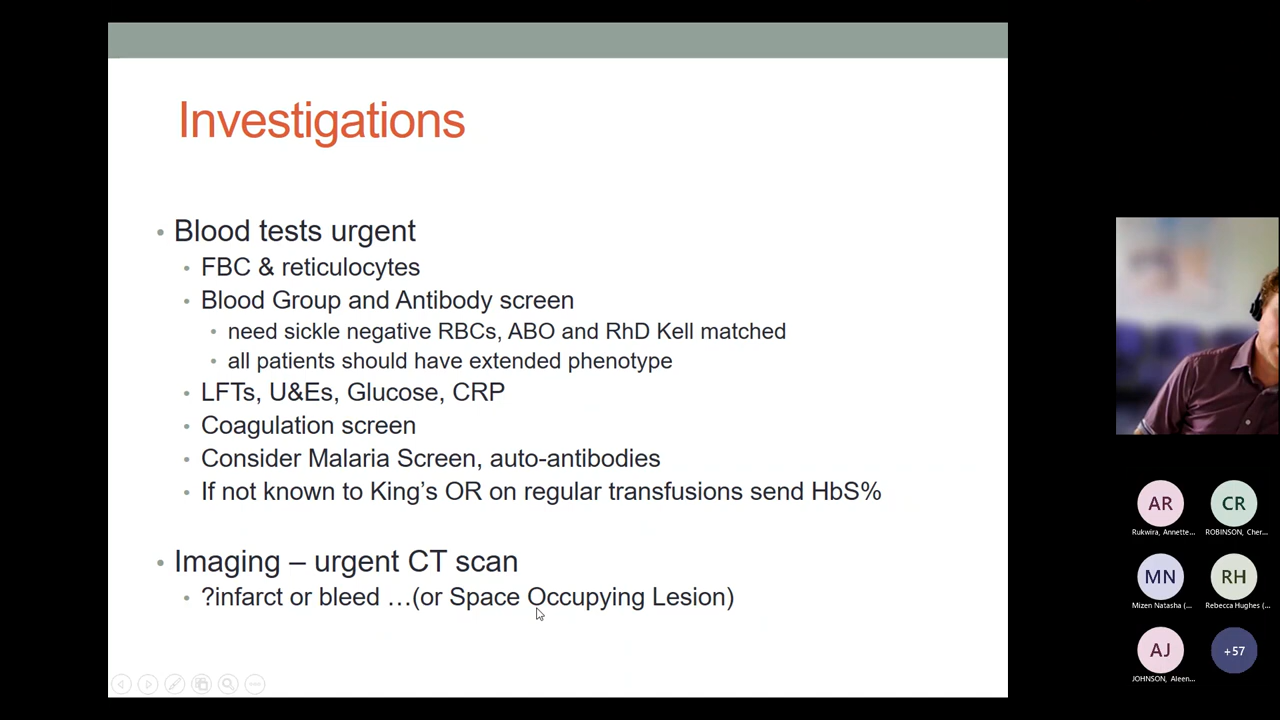 Investigations
• Blood tests urgent
• FBC & reticulocytes
• Blood Group and Antibody screen
• need sickle negative RBCs, ABO and RhD Kell matched
• all patients should have extended phenotype
• LFTs, U&Es, Glucose, CRP
• Coagulation screen
• Consider Malaria Screen, auto-antibodies
• If not known to King's OR on regular transfusions send HbS%
• Imaging – urgent CT scan
• ?infarct or bleed …(or Space Occupying Lesion)
AR
CR
Rukwira, Annette...
ROBINSON, Cher...
MN
RH
Mizen Natasha (...
Rebecca Hughes (...
AJ
+57
JOHNSON, Aleen...